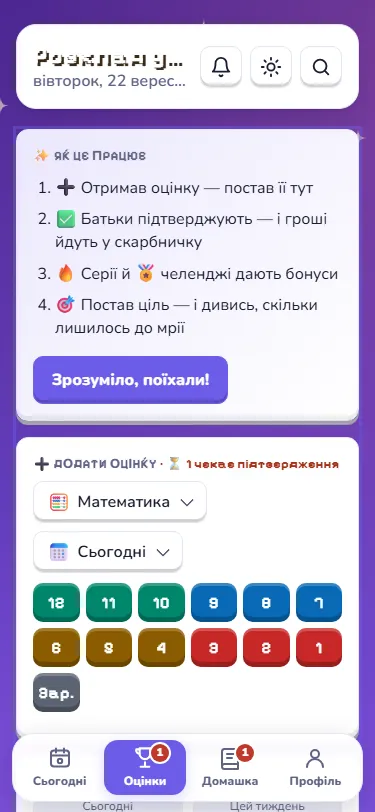 Розклад у...
вівторок, 22 верес...
✨ ЯК ЦЕ ПРАЦЮЄ
1. ➕ Отримав оцінку — постав її тут
2. ✅ Батьки підтверджують — і гроші
йдуть у скарбничку
3. 🔥 Серії й 🏅 челенджі дають бонуси
4. 🎯 Постав ціль — і дивись, скільки
лишилось до мрії
Зрозуміло, поїхали!
➕ ДОДАТИ ОЦІНКУ · ⏳ 1 чекає підтвердження
Математика
Сьогодні
12 11 10 9 8 7
6 5 4 3 2 1
Зар.
1 1
Сьогодні Оцінки Домашка Профіль
Сьогодні Цей тиждень